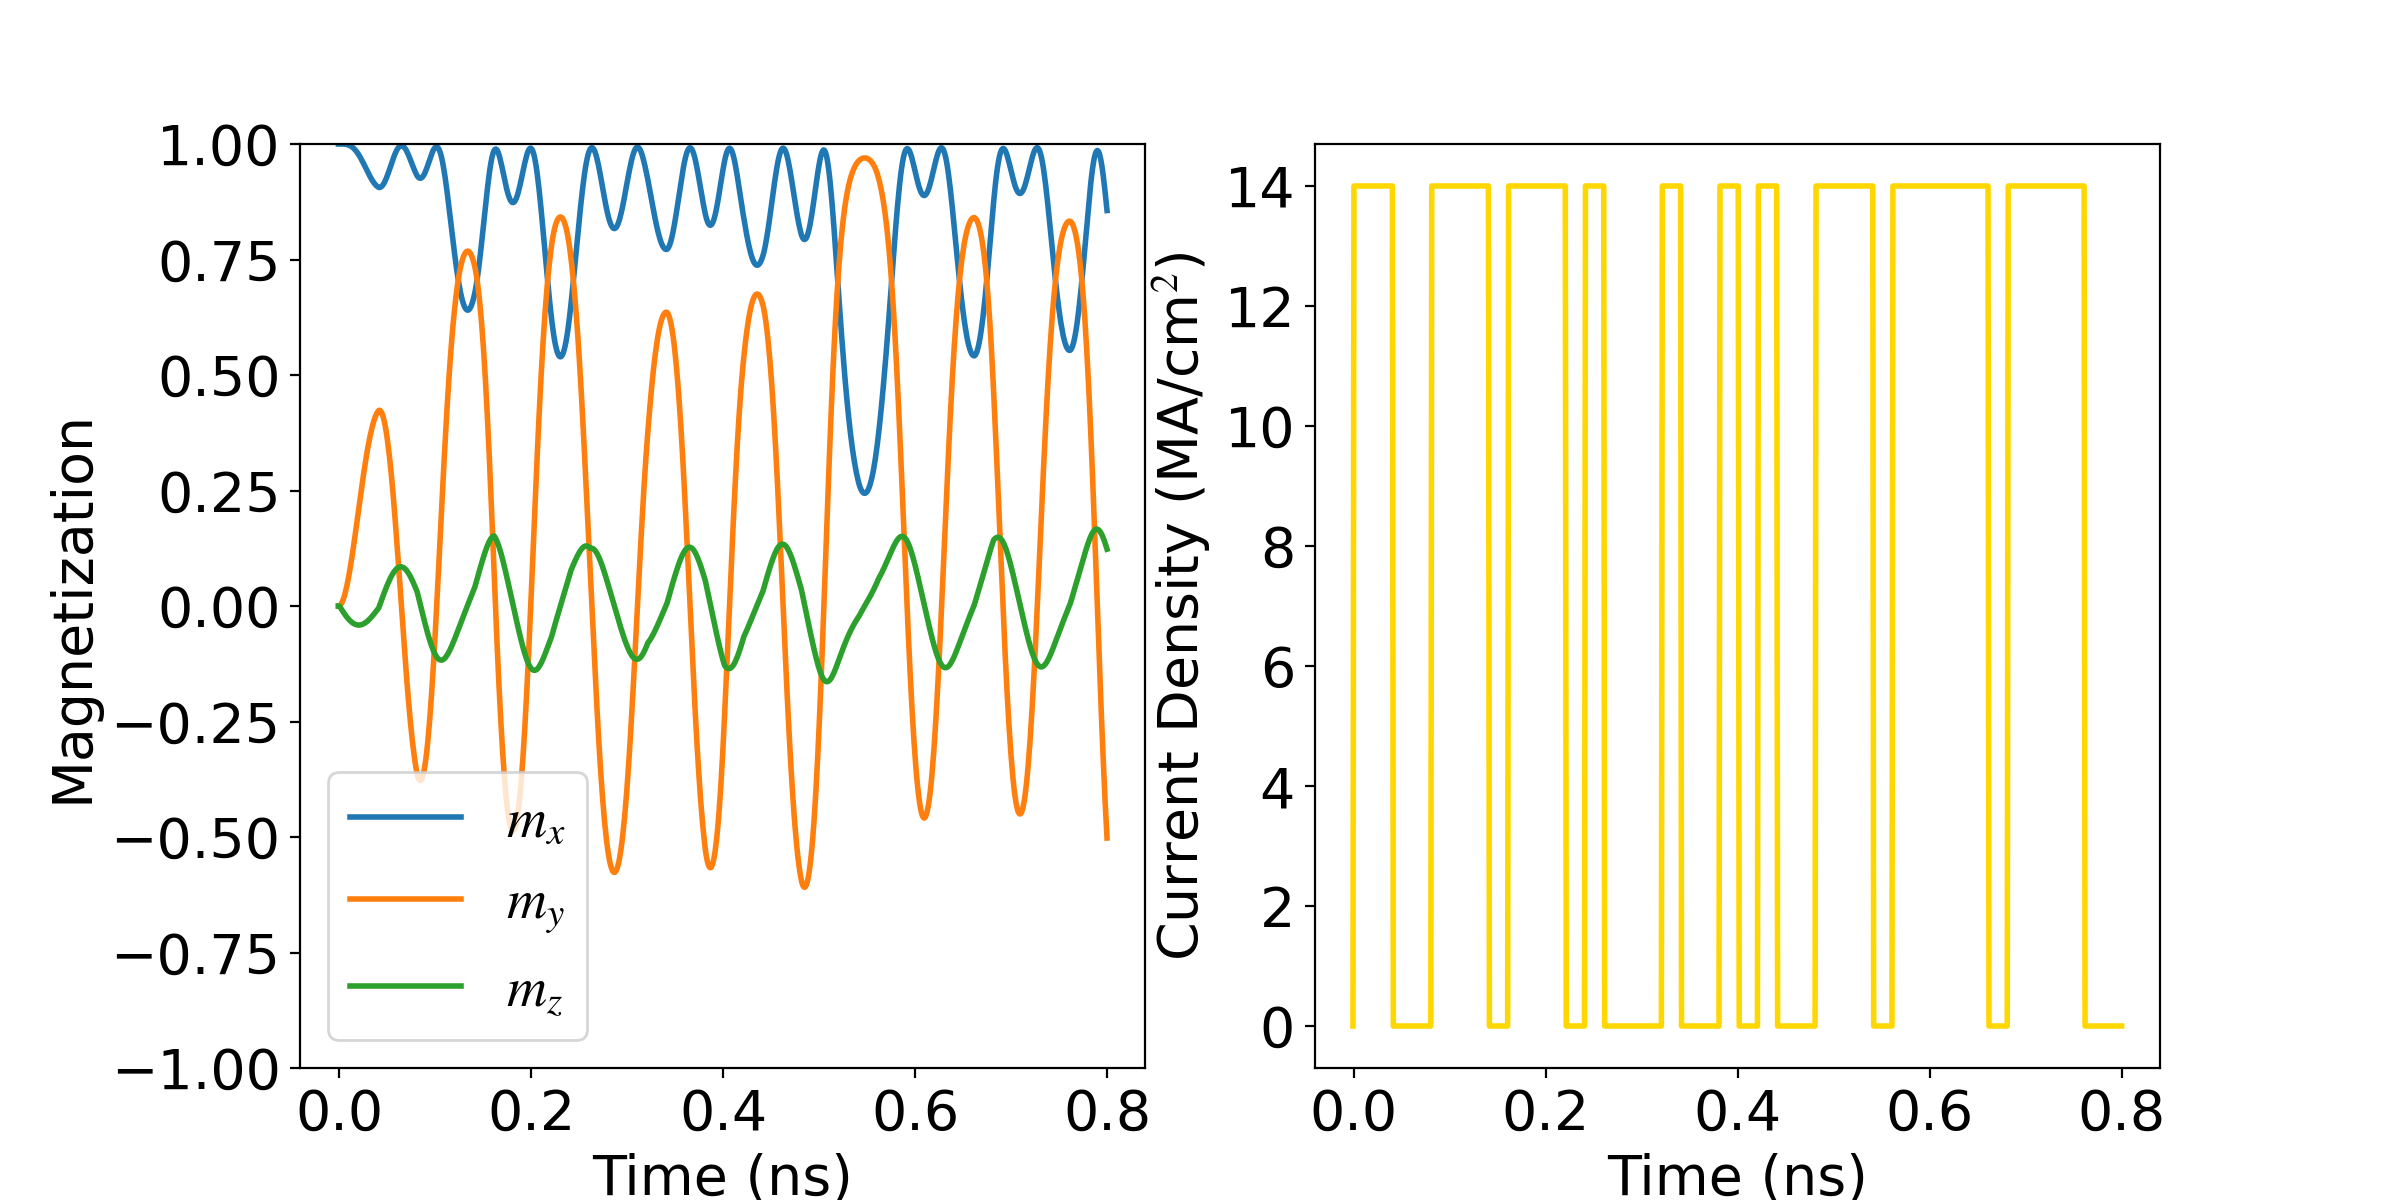 1.00
0.75
0.50
0.25
0.00
−0.25
−0.50
−0.75
−1.00
Magnetization
m_x
m_y
m_z
0.0 0.2 0.4 0.6 0.8
Time (ns)
14
12
10
8
6
4
2
0
Current Density (MA/cm²)
0.0 0.2 0.4 0.6 0.8
Time (ns)